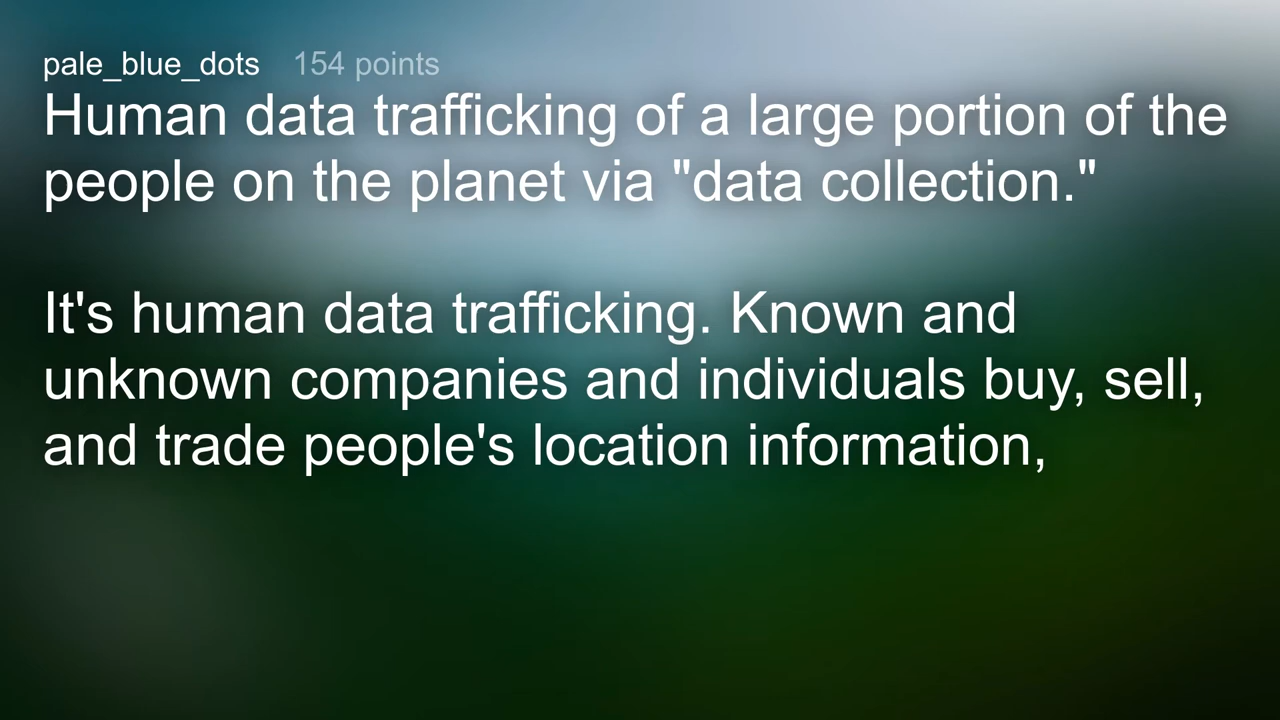 pale_blue_dots 154 points
Human data trafficking of a large portion of the
people on the planet via "data collection."
It's human data trafficking. Known and
unknown companies and individuals buy, sell,
and trade people's location information,